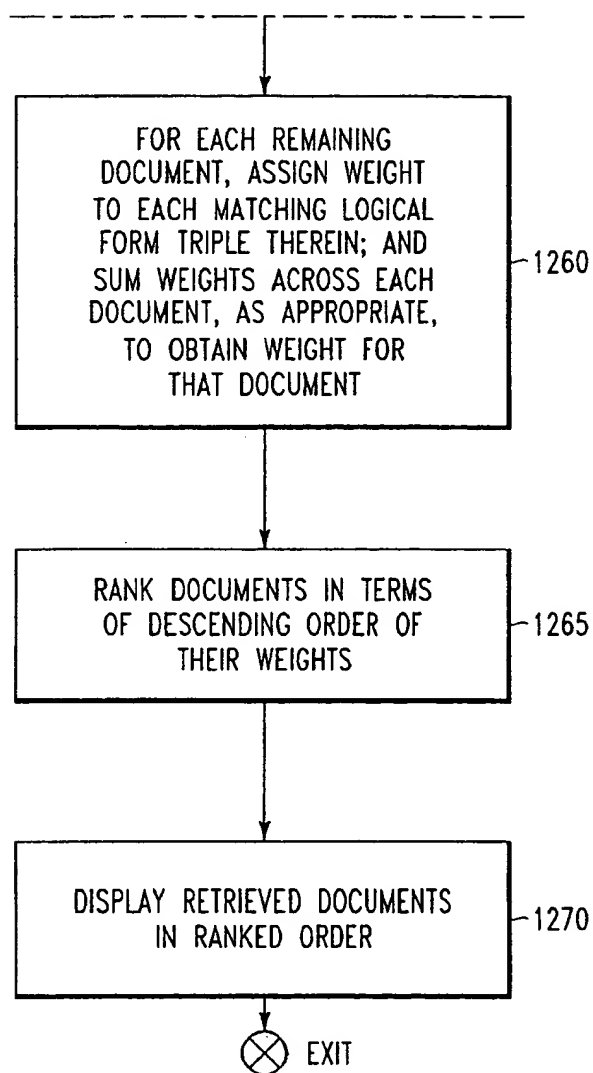 FOR EACH REMAINING
DOCUMENT, ASSIGN WEIGHT
TO EACH MATCHING LOGICAL
FORM TRIPLE THEREIN; AND
SUM WEIGHTS ACROSS EACH
DOCUMENT, AS APPROPRIATE,
TO OBTAIN WEIGHT FOR
THAT DOCUMENT
1260
RANK DOCUMENTS IN TERMS
OF DESCENDING ORDER OF
THEIR WEIGHTS
1265
DISPLAY RETRIEVED DOCUMENTS
IN RANKED ORDER
1270
EXIT